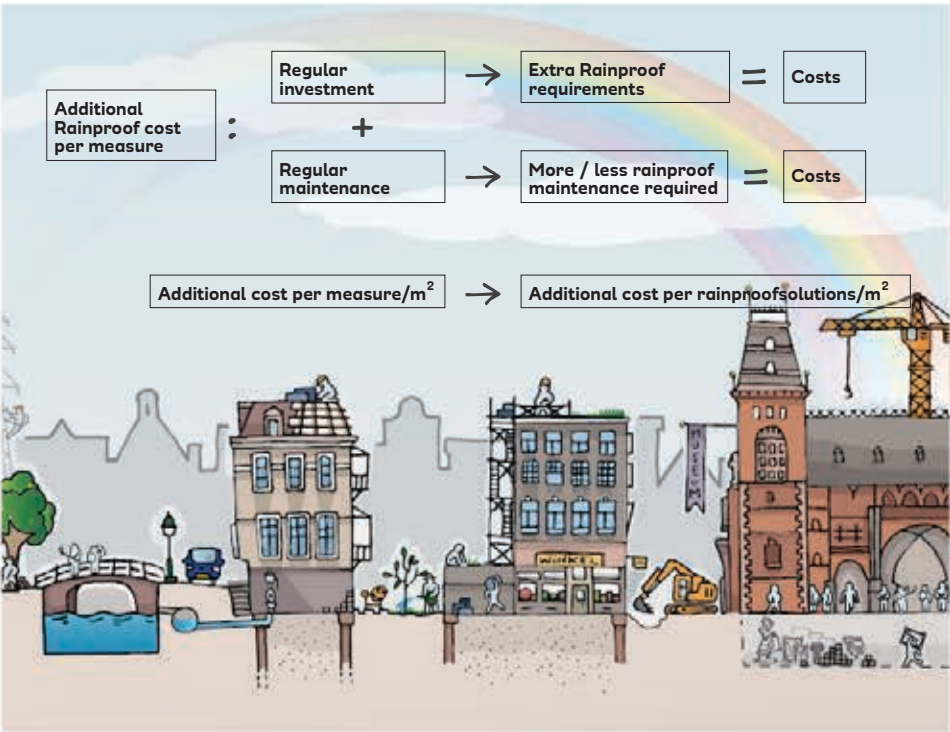 Additional
Rainproof cost
per measure
:
Regular
investment
→
Extra Rainproof
requirements
=
Costs
+
Regular
maintenance
→
More / less rainproof
maintenance required
=
Costs
Additional cost per measure/m²
→
Additional cost per rainproofsolutions/m²
MUSEUM
WINKEL